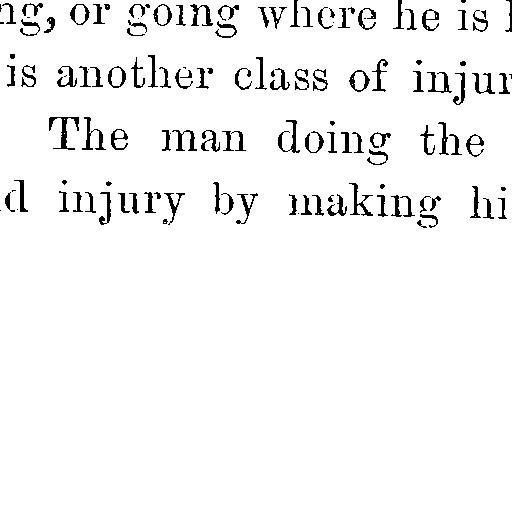 ng, or going where he is
is another class of injur
The man doing the
d injury by making hi